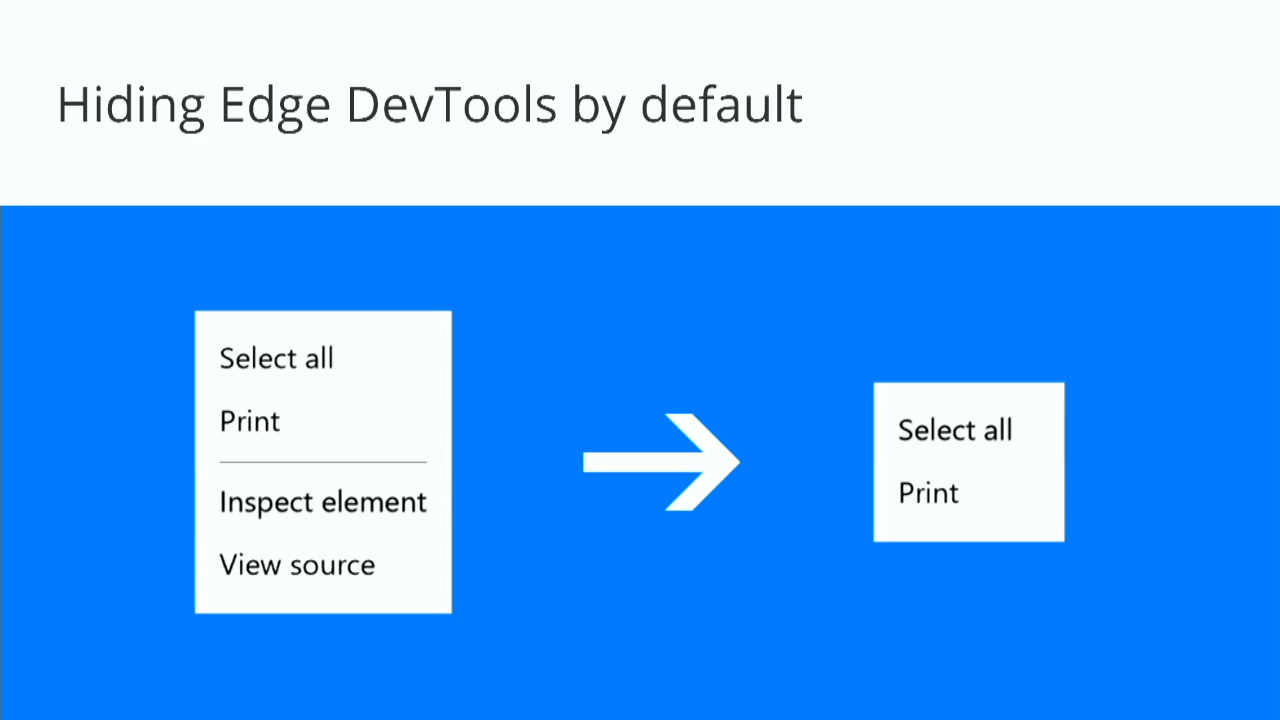 Hiding Edge DevTools by default
Select all
Print
Inspect element
View source
Select all
Print